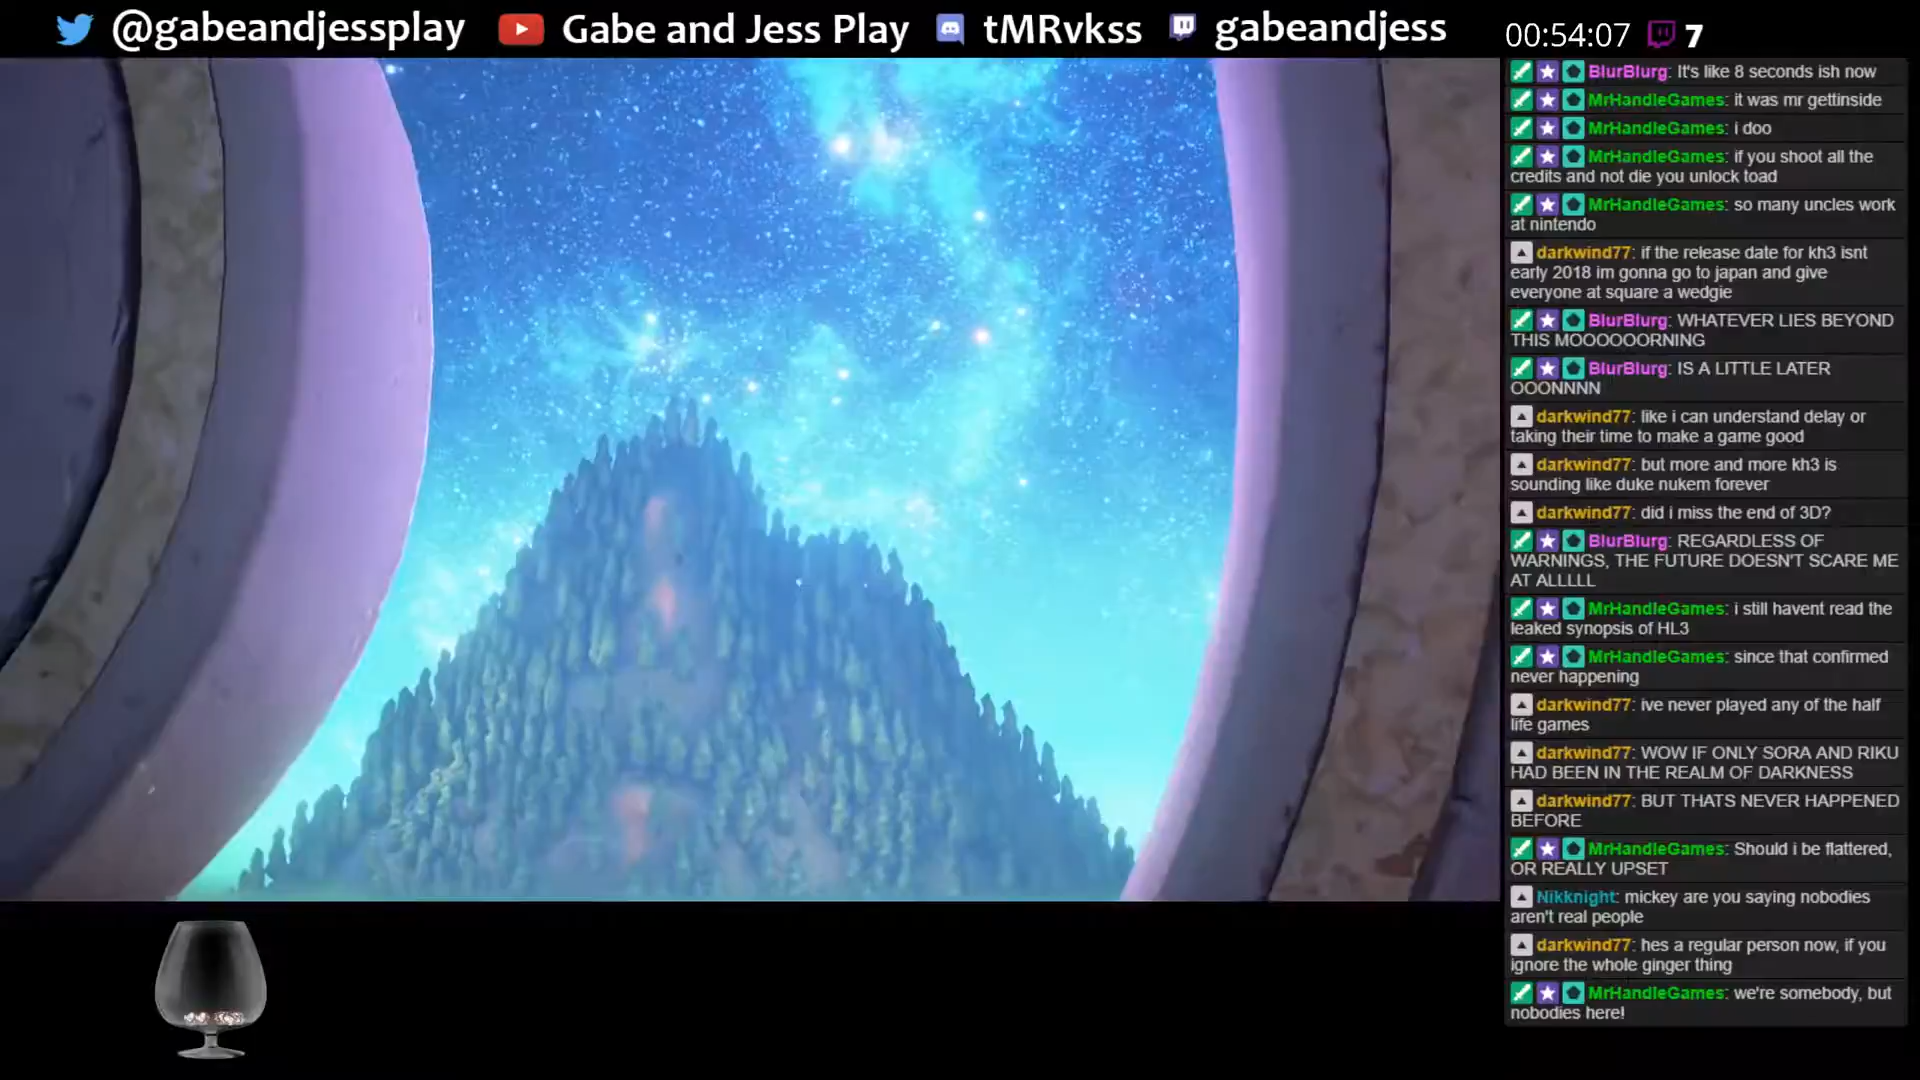 @gabeandjessplay Gabe and Jess Play tMRvkss gabeandjess 00:54:07 7
BlurBlurg: It's like 8 seconds ish now
MrHandleGames: it was mr gettinside
MrHandleGames: i doo
MrHandleGames: if you shoot all the
credits and not die you unlock toad
MrHandleGames: so many uncles work
at nintendo
darkwind77: if the release date for kh3 isnt
early 2018 im gonna go to japan and give
everyone at square a wedgie
BlurBlurg: WHATEVER LIES BEYOND
THIS MOOOOOORNING
BlurBlurg: IS A LITTLE LATER
OOONNNN
darkwind77: like i can understand delay or
taking their time to make a game good
darkwind77: but more and more kh3 is
sounding like duke nukem forever
darkwind77: did i miss the end of 3D?
BlurBlurg: REGARDLESS OF
WARNINGS, THE FUTURE DOESN'T SCARE ME
AT ALLLLL
MrHandleGames: i still havent read the
leaked synopsis of HL3
MrHandleGames: since that confirmed
never happening
darkwind77: ive never played any of the half
life games
darkwind77: WOW IF ONLY SORA AND RIKU
HAD BEEN IN THE REALM OF DARKNESS
darkwind77: BUT THATS NEVER HAPPENED
BEFORE
MrHandleGames: Should i be flattered,
OR REALLY UPSET
Nikknight: mickey are you saying nobodies
aren't real people
darkwind77: hes a regular person now, if you
ignore the whole ginger thing
MrHandleGames: we're somebody, but
nobodies here!